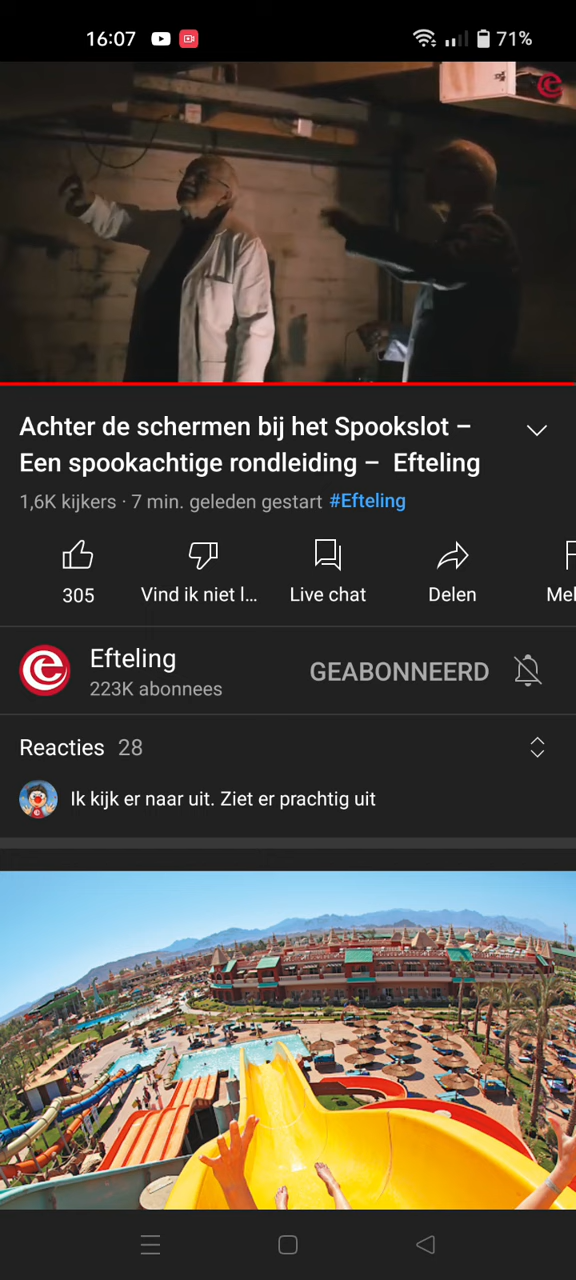 16:07
71%
Achter de schermen bij het Spookslot –
Een spookachtige rondleiding – Efteling
1,6K kijkers · 7 min. geleden gestart #Efteling
305
Vind ik niet l...
Live chat
Delen
Mel
Efteling
223K abonnees
GEABONNEERD
Reacties 28
Ik kijk er naar uit. Ziet er prachtig uit